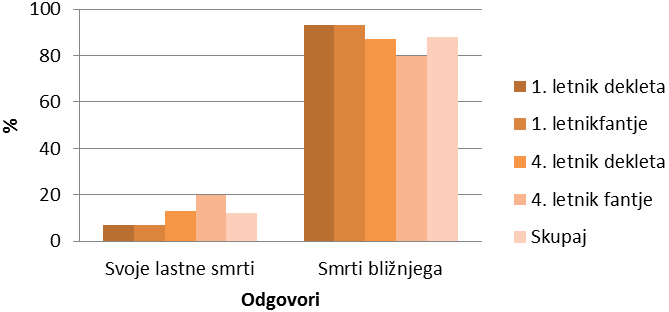 100
80
60
40
20
0
%
Svoje lastne smrti
Smrti bližnjega
Odgovori
1. letnik dekleta
1. letnikfantje
4. letnik dekleta
4. letnik fantje
Skupaj